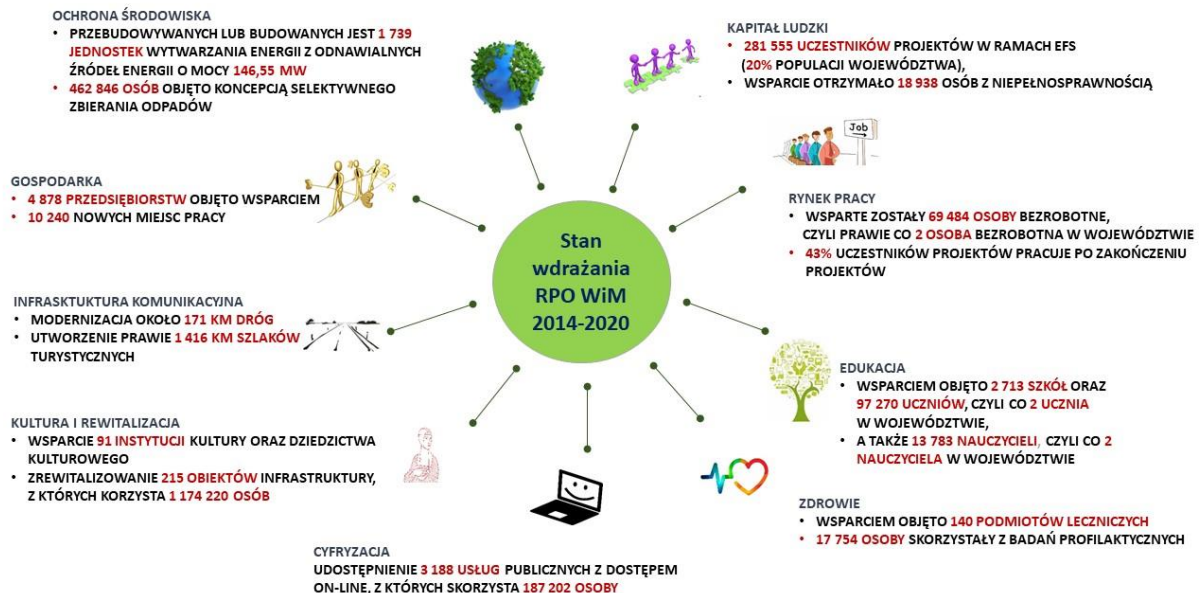 OCHRONA ŚRODOWISKA
• PRZEBUDOWYWANYCH LUB BUDOWANYCH JEST 1 739
JEDNOSTEK WYTWARZANIA ENERGII Z ODNAWIALNYCH
ŹRÓDEŁ ENERGII O MOCY 146,55 MW
• 462 846 OSÓB OBJĘTO KONCEPCJĄ SELEKTYWNEGO
ZBIERANIA ODPADÓW
KAPITAŁ LUDZKI
• 281 555 UCZESTNIKÓW PROJEKTÓW W RAMACH EFS
(20% POPULACJI WOJEWÓDZTWA),
• WSPARCIE OTRZYMAŁO 18 938 OSÓB Z NIEPEŁNOSPRAWNOŚCIĄ
Job
GOSPODARKA
• 4 878 PRZEDSIĘBIORSTW OBJĘTO WSPARCIEM
• 10 240 NOWYCH MIEJSC PRACY
RYNEK PRACY
• WSPARTE ZOSTAŁY 69 484 OSOBY BEZROBOTNE,
CZYLI PRAWIE CO 2 OSOBA BEZROBOTNA W WOJEWÓDZTWIE
• 43% UCZESTNIKÓW PROJEKTÓW PRACUJE PO ZAKOŃCZENIU
PROJEKTÓW
Stan
wdrażania
RPO WiM
2014-2020
INFRASKTUKTURA KOMUNIKACYJNA
• MODERNIZACJA OKOŁO 171 KM DRÓG
• UTWORZENIE PRAWIE 1 416 KM SZLAKÓW
TURYSTYCZNYCH
EDUKACJA
• WSPARCIEM OBJĘTO 2 713 SZKÓŁ ORAZ
97 270 UCZNIÓW, CZYLI CO 2 UCZNIA
W WOJEWÓDZTWIE,
• A TAKŻE 13 783 NAUCZYCIELI, CZYLI CO 2
NAUCZYCIELA W WOJEWÓDZTWIE
KULTURA I REWITALIZACJA
• WSPARCIE 91 INSTYTUCJI KULTURY ORAZ DZIEDZICTWA
KULTUROWEGO
• ZREWITALIZOWANIE 215 OBIEKTÓW INFRASTRUKTURY,
Z KTÓRYCH KORZYSTA 1 174 220 OSÓB
ZDROWIE
• WSPARCIEM OBJĘTO 140 PODMIOTÓW LECZNICZYCH
• 17 754 OSOBY SKORZYSTAŁY Z BADAŃ PROFILAKTYCZNYCH
CYFRYZACJA
UDOSTĘPNIENIE 3 188 USŁUG PUBLICZNYCH Z DOSTĘPEM
ON-LINE, Z KTÓRYCH SKORZYSTA 187 202 OSOBY